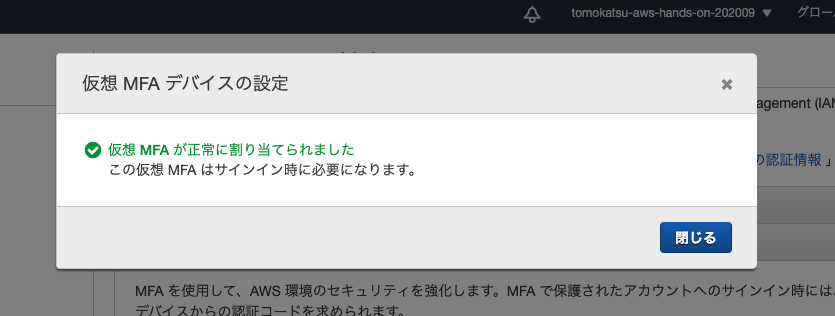 tomokatsu-aws-hands-on-202009 ▼ グロー
仮想 MFA デバイスの設定
agement (IAM
仮想 MFA が正常に割り当てられました
この仮想 MFA はサインイン時に必要になります。
の認証情報 」
閉じる
MFA を使用して、AWS 環境のセキュリティを強化します。MFA で保護されたアカウントへのサインイン時には、
デバイスからの認証コードを求められます。